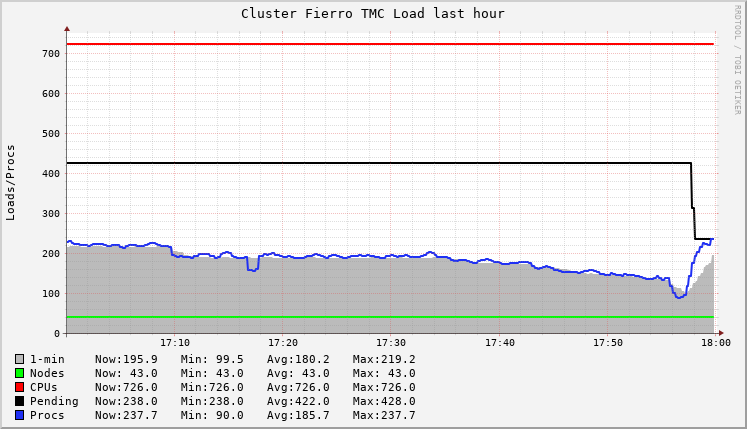 Cluster Fierro TMC Load last hour
RRDTOOL / TOBI OETIKER
Loads/Procs
700
600
500
400
300
200
100
0
17:10 17:20 17:30 17:40 17:50 18:00
1-min Now:195.9 Min: 99.5 Avg:180.2 Max:219.2
Nodes Now: 43.0 Min: 43.0 Avg: 43.0 Max: 43.0
CPUs Now:726.0 Min:726.0 Avg:726.0 Max:726.0
Pending Now:238.0 Min:238.0 Avg:422.0 Max:428.0
Procs Now:237.7 Min: 90.0 Avg:185.7 Max:237.7